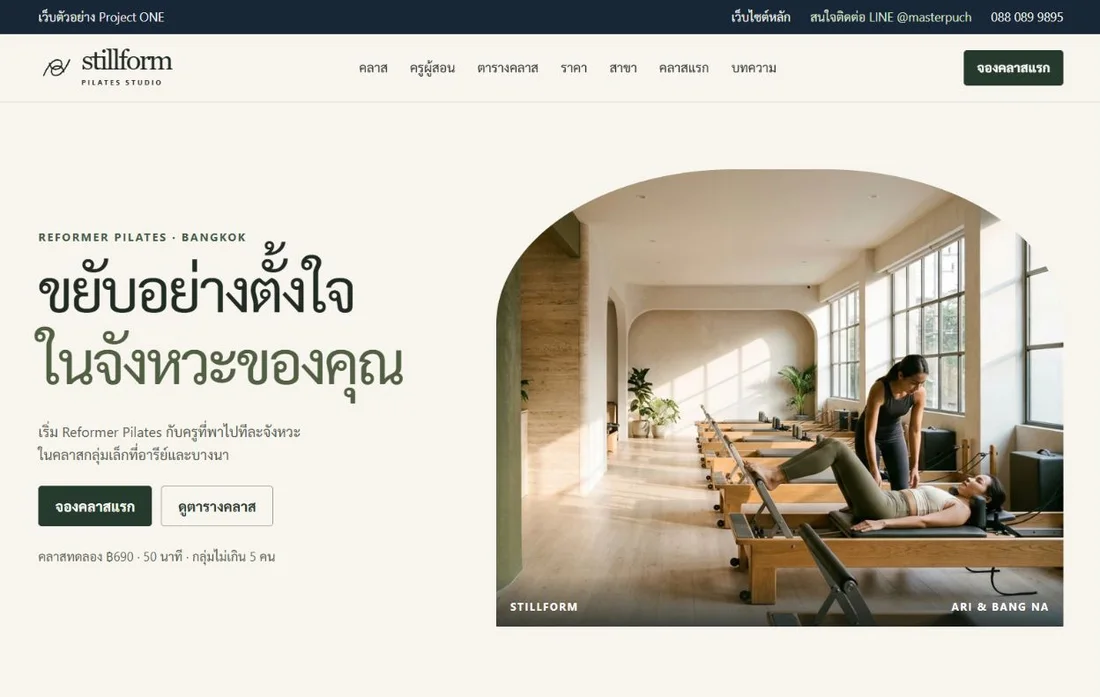 เว็บตัวอย่าง Project ONE
เว็บไซต์หลัก
สนใจติดต่อ LINE @masterpuch
088 089 9895
stillform
PILATES STUDIO
คลาส
ครูผู้สอน
ตารางคลาส
ราคา
สาขา
คลาสแรก
บทความ
จองคลาสแรก
REFORMER PILATES · BANGKOK
ขยับอย่างตั้งใจ
ในจังหวะของคุณ
เริ่ม Reformer Pilates กับครูที่พาไปทีละจังหวะ
ในคลาสกลุ่มเล็กที่อารีย์และบางนา
จองคลาสแรก
ดูตารางคลาส
คลาสทดลอง ฿690 · 50 นาที · กลุ่มไม่เกิน 5 คน
STILLFORM
ARI & BANG NA